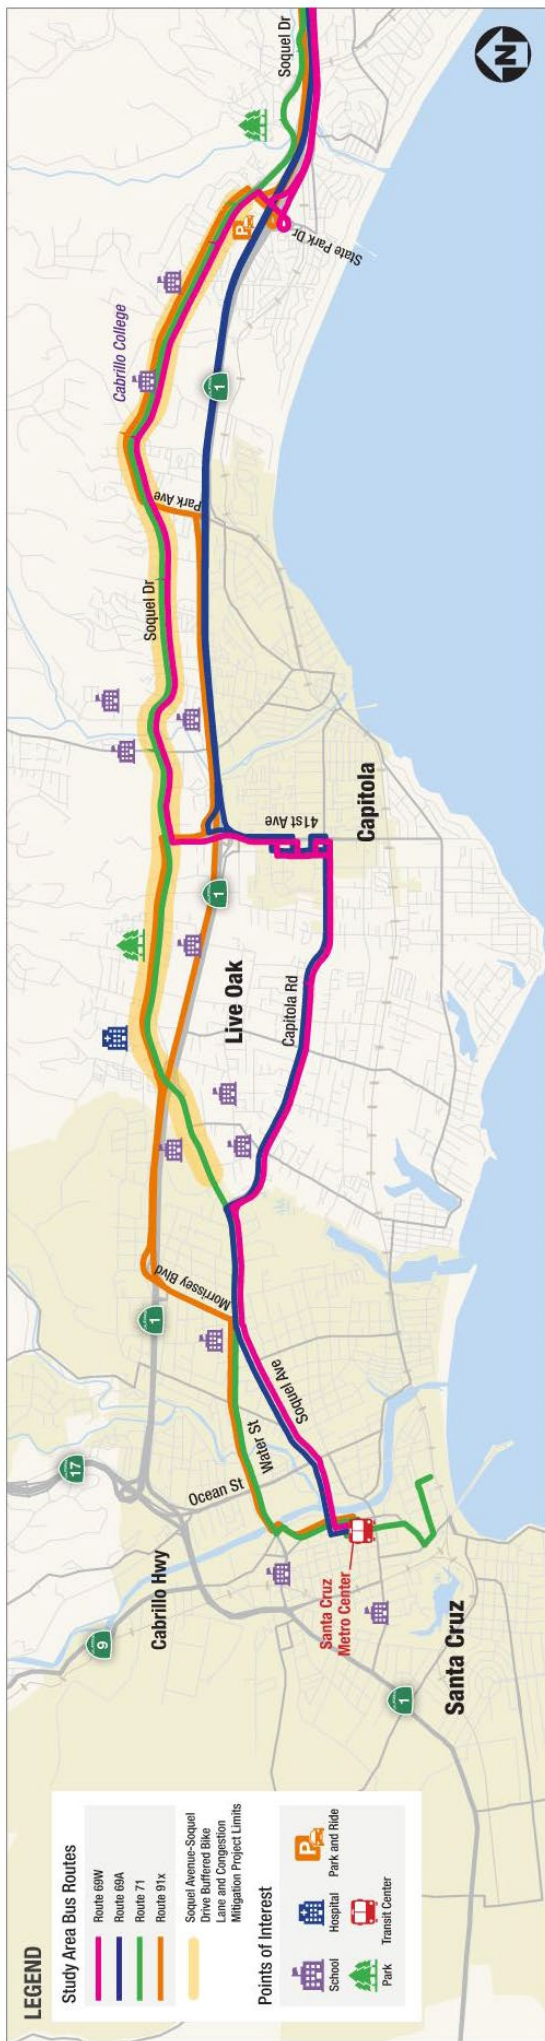 LEGEND
Study Area Bus Routes
Route 69W
Route 69A
Route 71
Route 91x
Soquel Avenue-Soquel
Drive Buffered Bike
Lane and Congestion
Mitigation Project Limits
Points of Interest
School
Hospital
P
Park and Ride
Park
Transit Center
9
17
1
Cabrillo Hwy
Ocean St
Water St
Soquel Ave
Morrissey Blvd
Santa Cruz
Metro Center
Santa Cruz
1
Live Oak
Capitola Rd
1
41st Ave
Capitola
Soquel Dr
Park Ave
1
Cabrillo College
P
State Park Dr
Soquel Dr
N